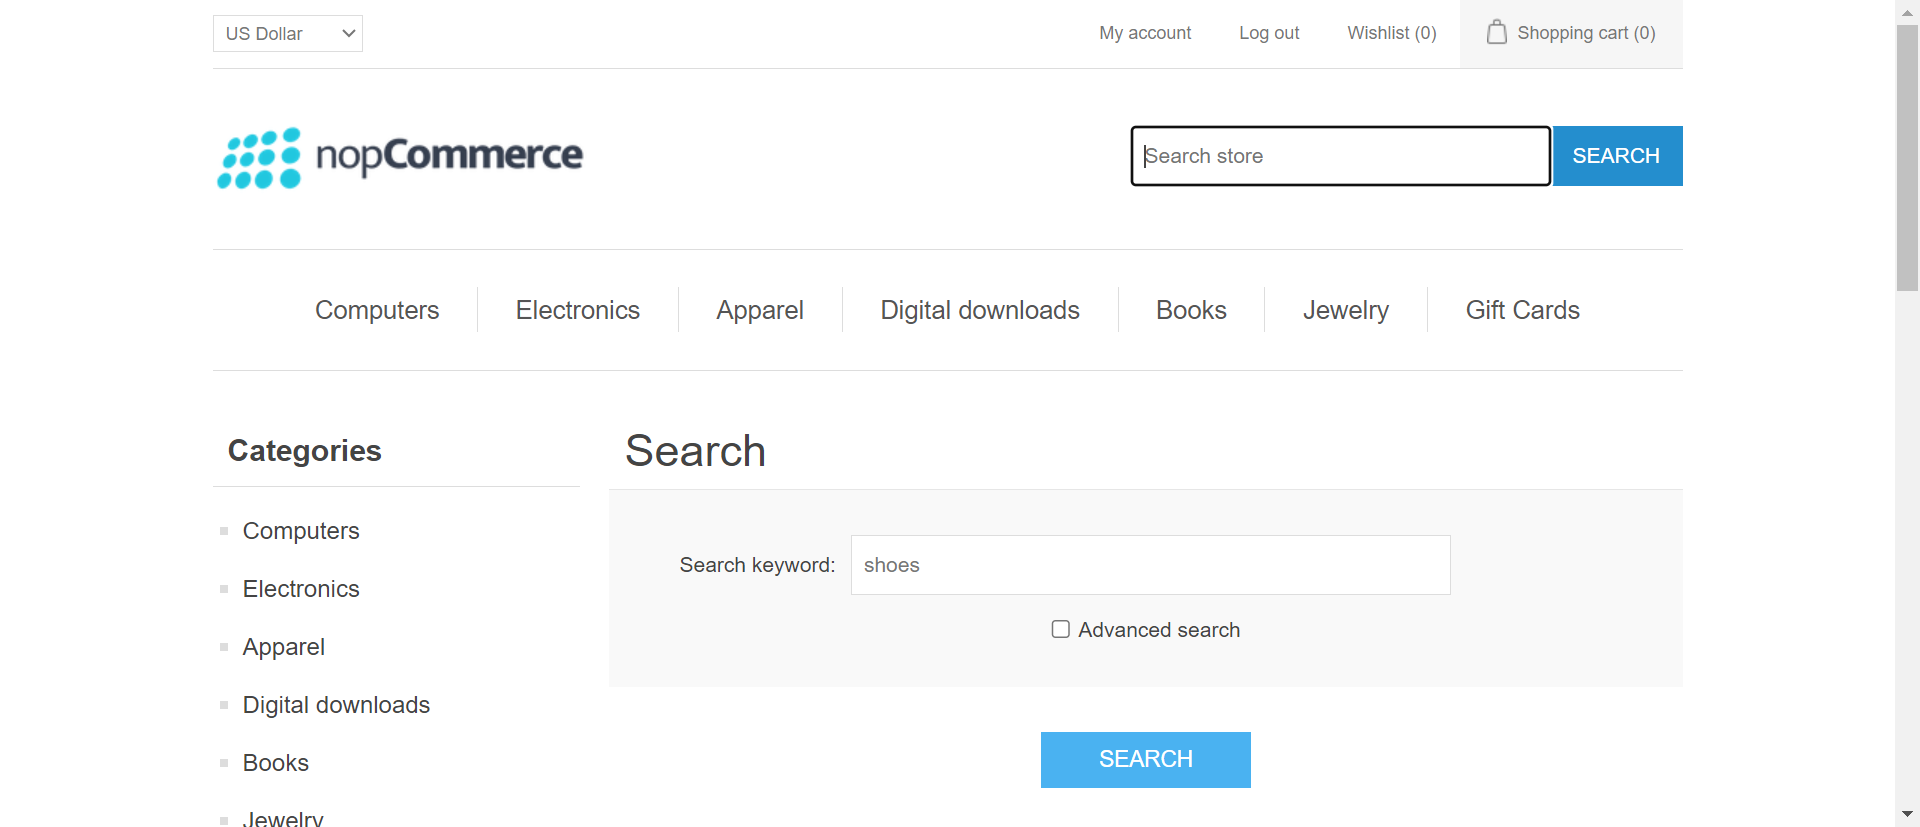 US Dollar
My account
Log out
Wishlist (0)
Shopping cart (0)
nopCommerce
Search store
SEARCH
Computers
Electronics
Apparel
Digital downloads
Books
Jewelry
Gift Cards
Categories
Computers
Electronics
Apparel
Digital downloads
Books
Jewelry
Search
Search keyword:
shoes
Advanced search
SEARCH